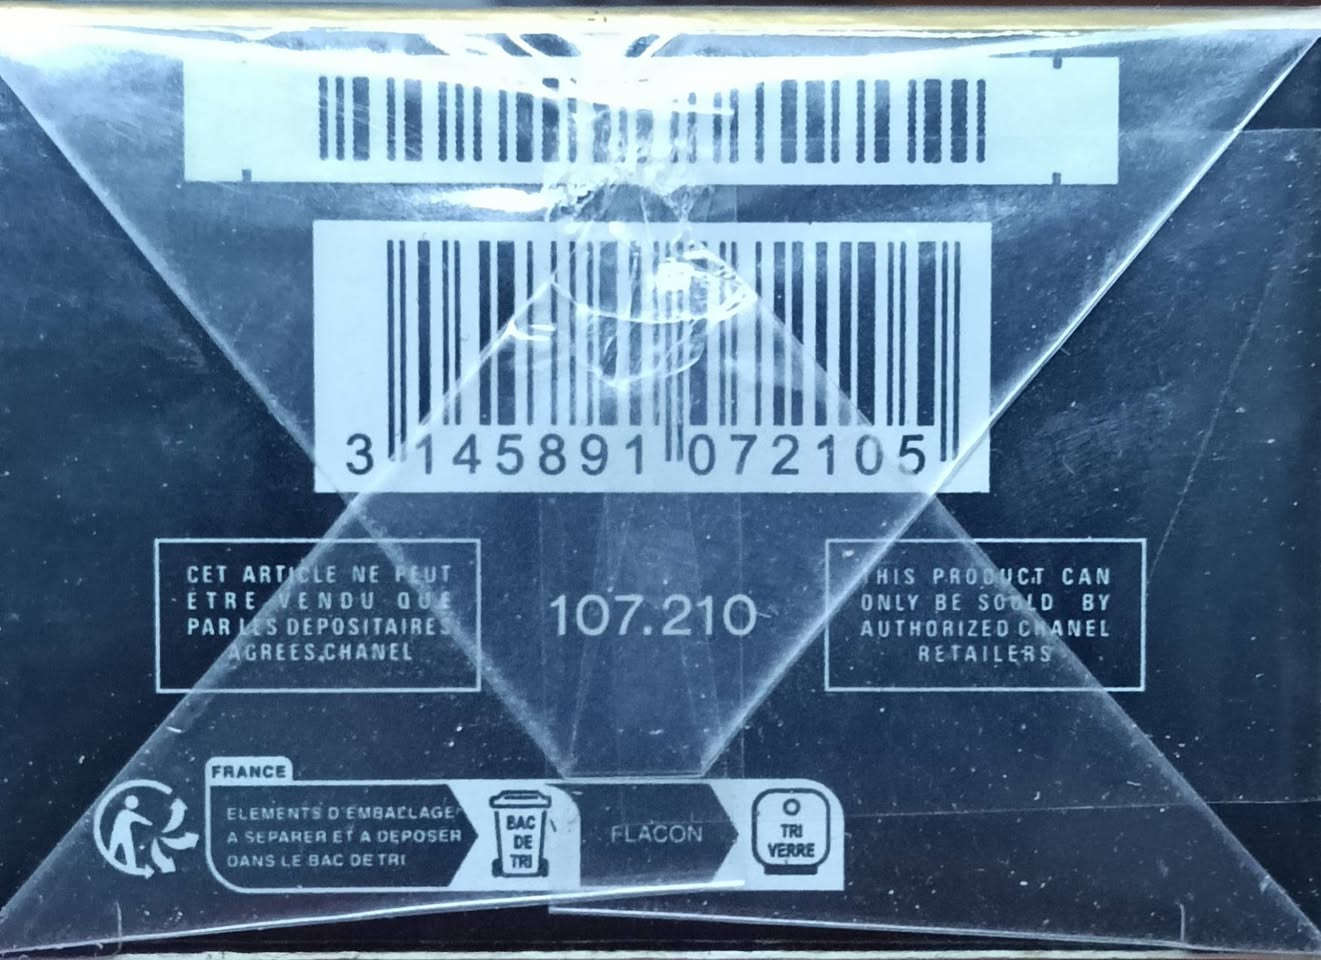 3 145891 072105
CET ARTICLE NE PEUT
ETRE VENDU QUE
PAR LES DEPOSITAIRES
AGREES CHANEL
107.210
THIS PRODUCT CAN
ONLY BE SOULD BY
AUTHORIZED CHANEL
RETAILERS
FRANCE
ELEMENTS D'EMBALLAGE
A SEPARER ET A DEPOSER
DANS LE BAC DE TRI
BAC
DE
TRI
FLACON
TRI
VERRE